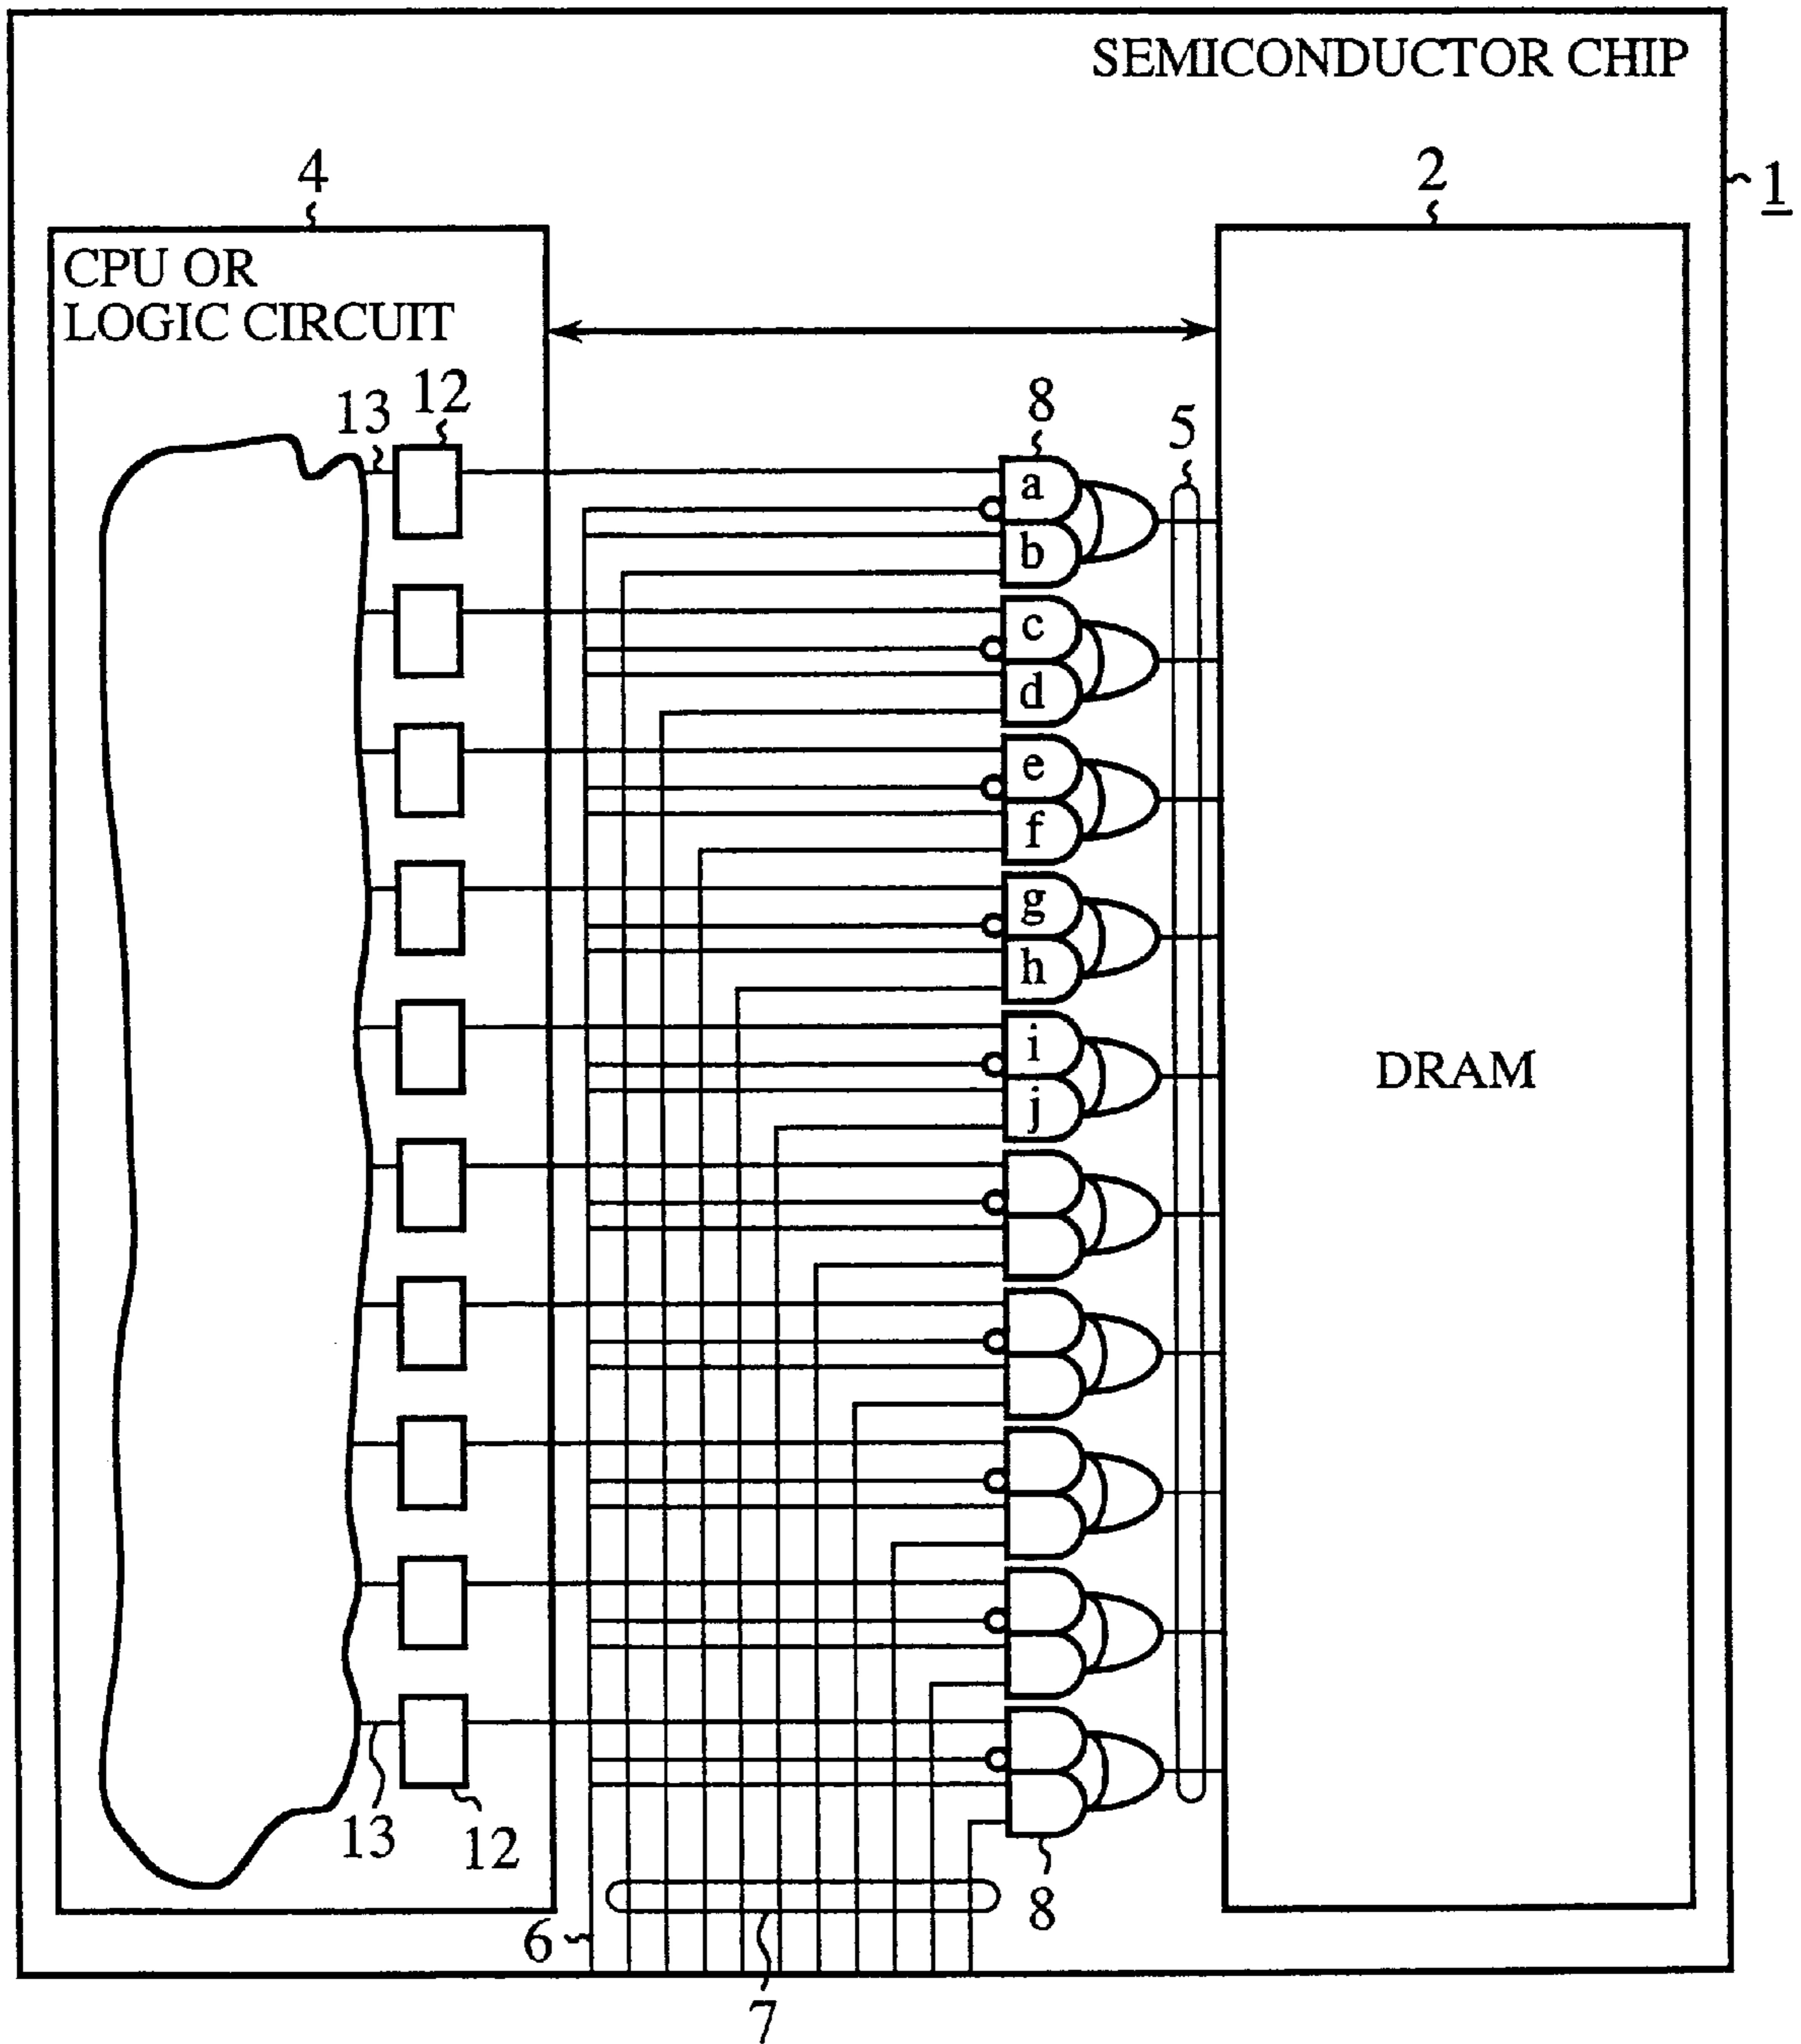 SEMICONDUCTOR CHIP
1
4
2
CPU OR
LOGIC CIRCUIT
13
12
8
5
a
b
c
d
e
f
g
h
i
j
DRAM
13
12
8
6
7